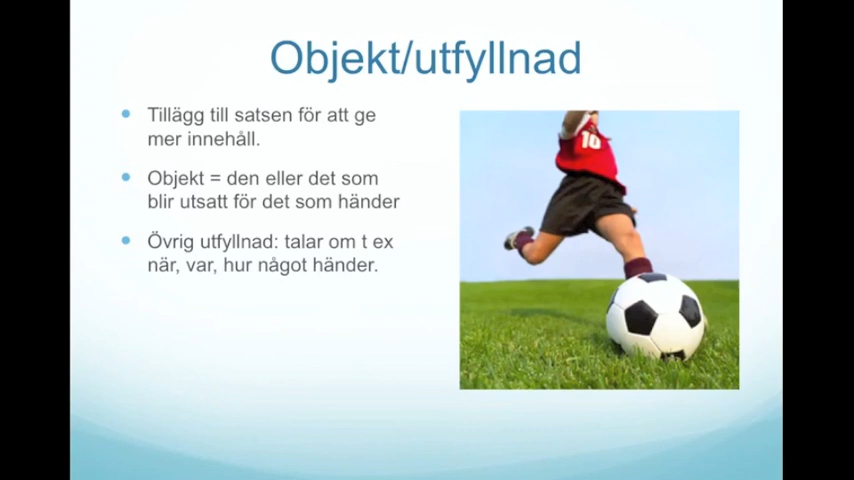 Objekt/utfyllnad
Tillägg till satsen för att ge
mer innehåll.
Objekt = den eller det som
blir utsatt för det som händer
Övrig utfyllnad: talar om t ex
när, var, hur något händer.
10